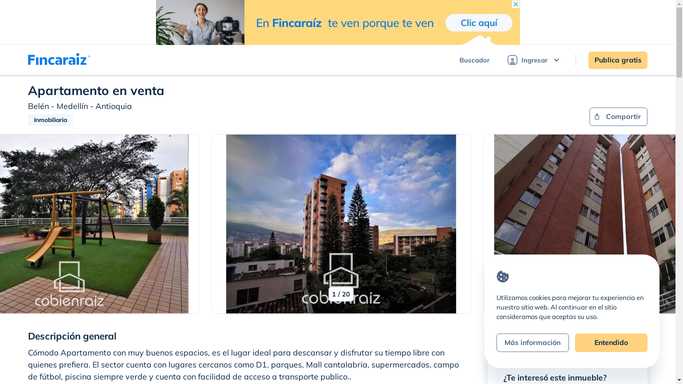 En Fincaraíz te ven porque te ven
Clic aquí
Fincaraíz
Buscador
Ingresar
Publica gratis
Apartamento en venta
Belén - Medellín - Antioquia
Inmobiliaria
Compartir
cobienraiz
cobienraiz
1 / 20
Utilizamos cookies para mejorar tu experiencia en
nuestro sitio web. Al continuar en el sitio
consideramos que aceptas su uso.
Más información
Entendido
Descripción general
Cómodo Apartamento con muy buenos espacios, es el lugar ideal para descansar y disfrutar su tiempo libre con
quienes prefiera. El sector cuenta con lugares cercanos como D1, parques, Mall cantalabria, supermercados, campo
de fútbol, piscina siempre verde y cuenta con facilidad de acceso a transporte publico..
¿Te interesó este inmueble?